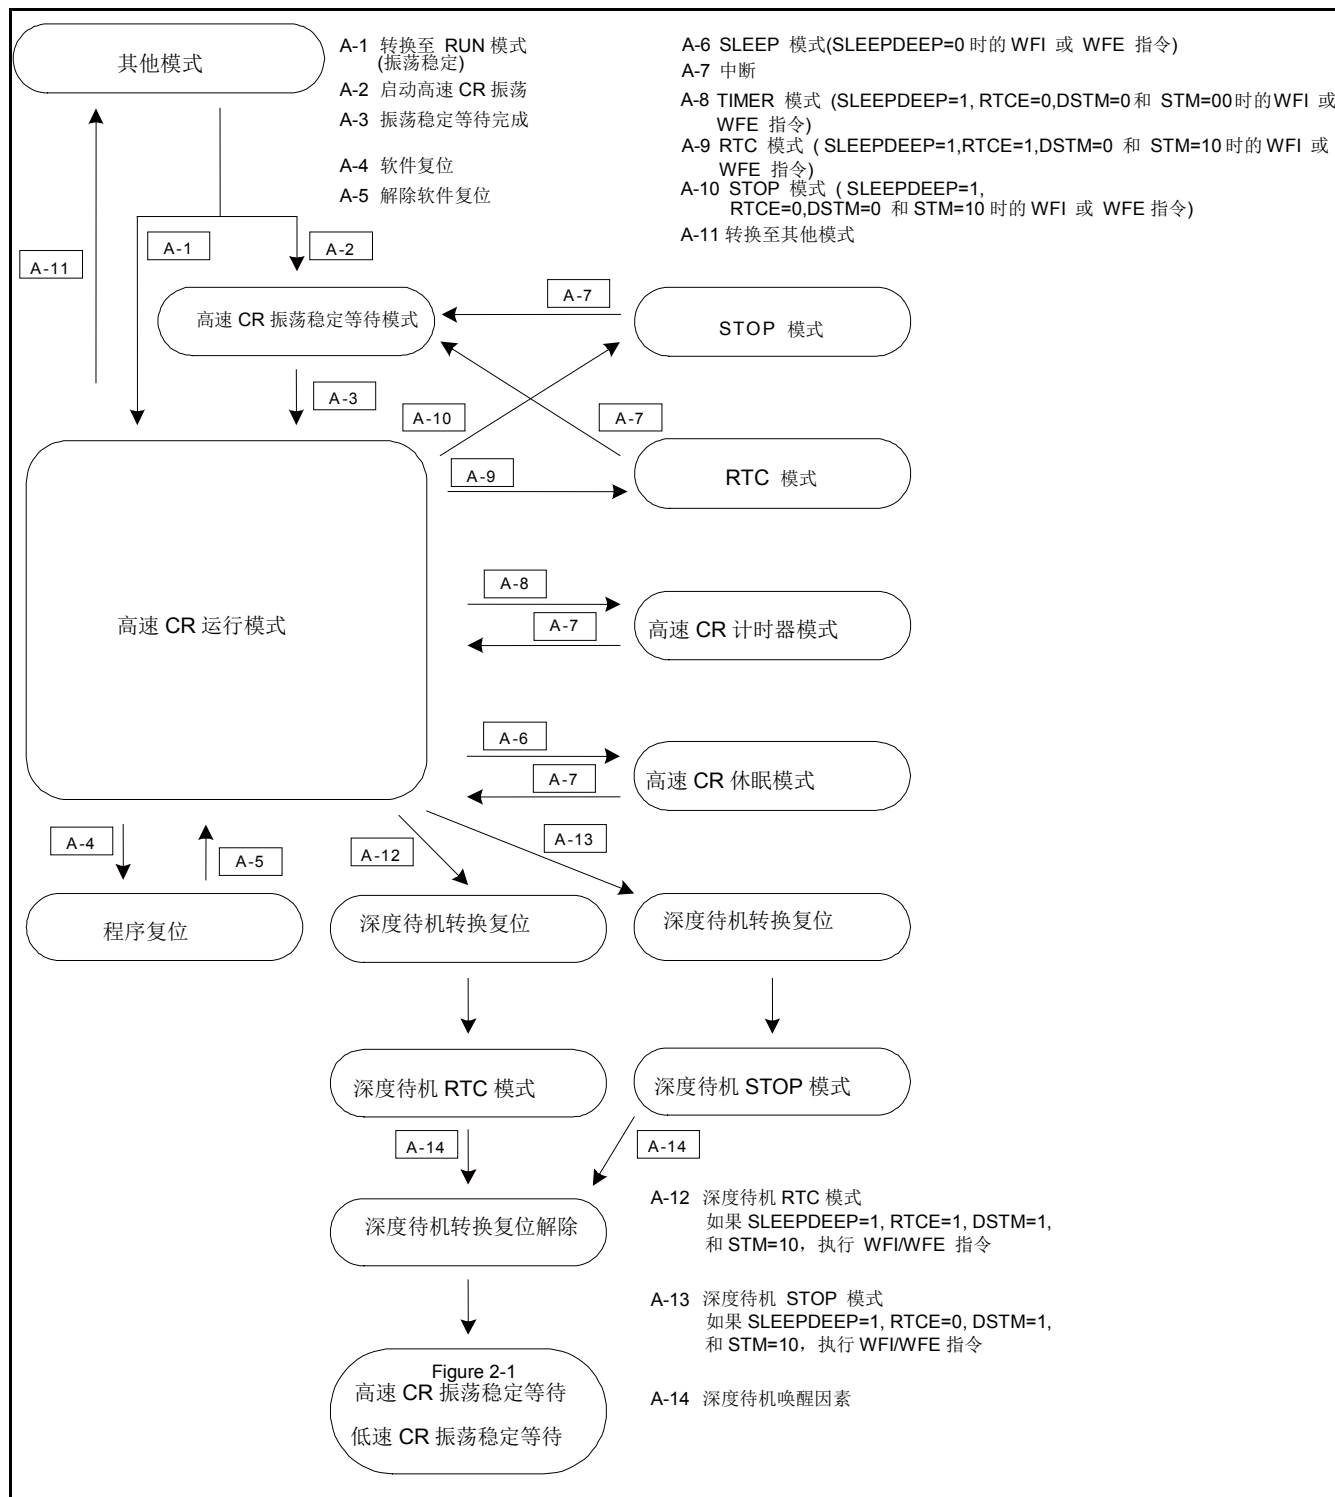 其他模式
A-1 转换至 RUN 模式
(振荡稳定)
A-2 启动高速 CR 振荡
A-3 振荡稳定等待完成
A-4 软件复位
A-5 解除软件复位
A-6 SLEEP 模式(SLEEPDEEP=0 时的 WFI 或 WFE 指令)
A-7 中断
A-8 TIMER 模式 (SLEEPDEEP=1, RTCE=0,DSTM=0 和 STM=00时的WFI 或
WFE 指令)
A-9 RTC 模式 ( SLEEPDEEP=1,RTCE=1,DSTM=0 和 STM=10 时的 WFI 或
WFE 指令)
A-10 STOP 模式 ( SLEEPDEEP=1,
RTCE=0,DSTM=0 和 STM=10 时的 WFI 或 WFE 指令)
A-11 转换至其他模式
A-11
A-1
A-2
高速 CR 振荡稳定等待模式
A-7
STOP 模式
A-3
A-10
A-7
A-9
RTC 模式
高速 CR 运行模式
A-8
A-7
高速 CR 计时器模式
A-6
A-7
高速 CR 休眠模式
A-4
A-5
A-12
A-13
程序复位
深度待机转换复位
深度待机转换复位
深度待机 RTC 模式
深度待机 STOP 模式
A-14
A-14
深度待机转换复位解除
A-12 深度待机 RTC 模式
如果 SLEEPDEEP=1, RTCE=1, DSTM=1,
和 STM=10，执行 WFI/WFE 指令
A-13 深度待机 STOP 模式
如果 SLEEPDEEP=1, RTCE=0, DSTM=1,
和 STM=10，执行 WFI/WFE 指令
A-14 深度待机唤醒因素
Figure 2-1
高速 CR 振荡稳定等待
低速 CR 振荡稳定等待